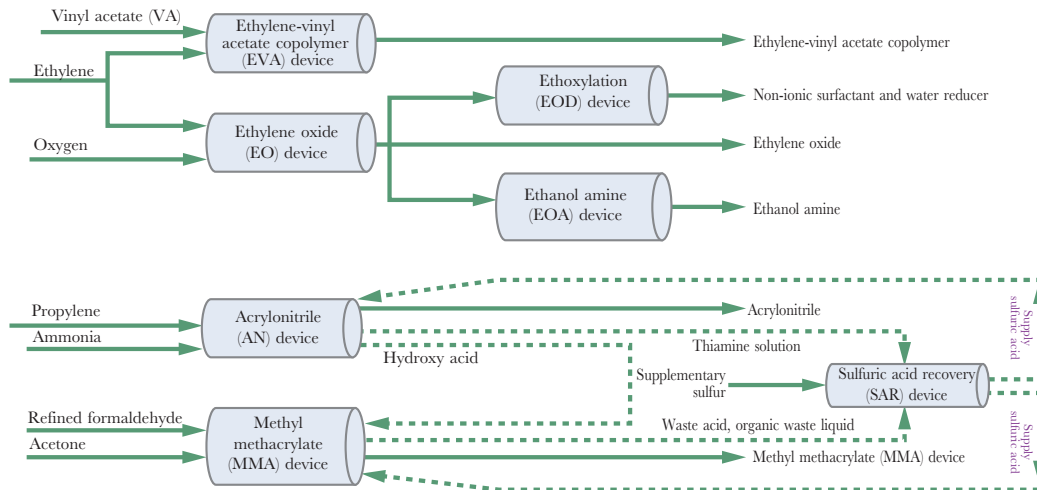 Vinyl acetate (VA)
Ethylene-vinyl
acetate copolymer
(EVA) device
Ethylene-vinyl acetate copolymer
Ethylene
Ethoxylation
(EOD) device
Non-ionic surfactant and water reducer
Oxygen
Ethylene oxide
(EO) device
Ethylene oxide
Ethanol amine
(EOA) device
Ethanol amine
Propylene
Ammonia
Acrylonitrile
(AN) device
Acrylonitrile
Supply
sulfuric acid
Thiamine solution
Hydroxy acid
Supplementary
sulfur
Sulfuric acid recovery
(SAR) device
Refined formaldehyde
Acetone
Methyl
methacrylate
(MMA) device
Waste acid, organic waste liquid
Methyl methacrylate (MMA) device
Supply
sulfuric acid